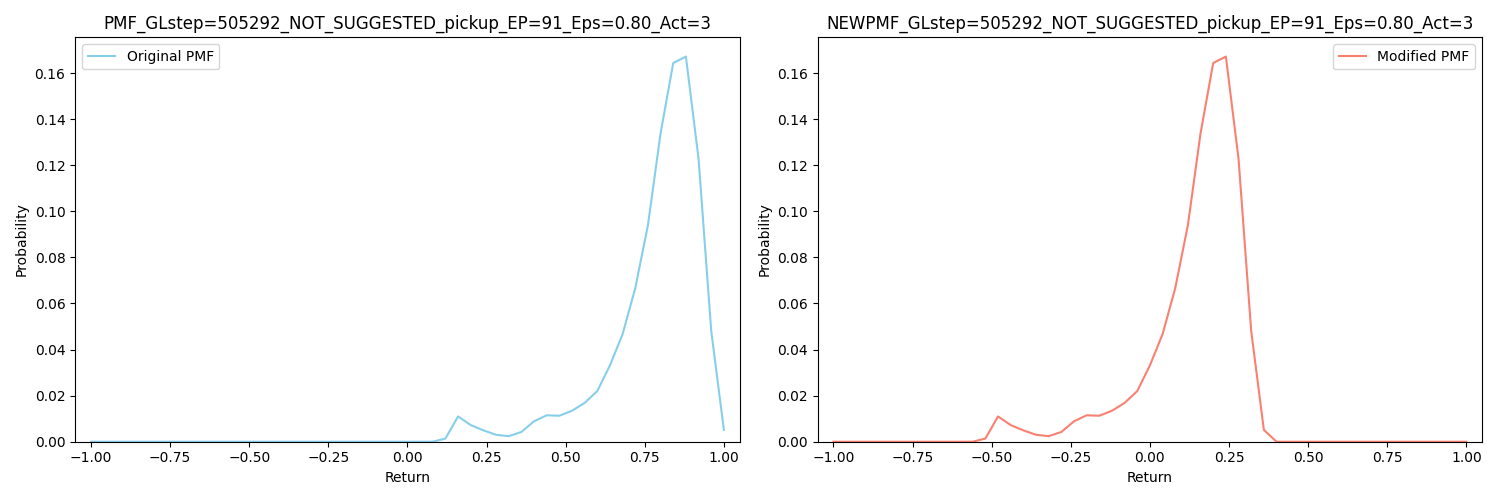 PMF_GLstep=505292_NOT_SUGGESTED_pickup_EP=91_Eps=0.80_Act=3
Original PMF
0.16
0.14
0.12
0.10
0.08
0.06
0.04
0.02
0.00
Probability
−1.00 −0.75 −0.50 −0.25 0.00 0.25 0.50 0.75 1.00
Return
NEWPMF_GLstep=505292_NOT_SUGGESTED_pickup_EP=91_Eps=0.80_Act=3
Modified PMF
0.16
0.14
0.12
0.10
0.08
0.06
0.04
0.02
0.00
Probability
−1.00 −0.75 −0.50 −0.25 0.00 0.25 0.50 0.75 1.00
Return